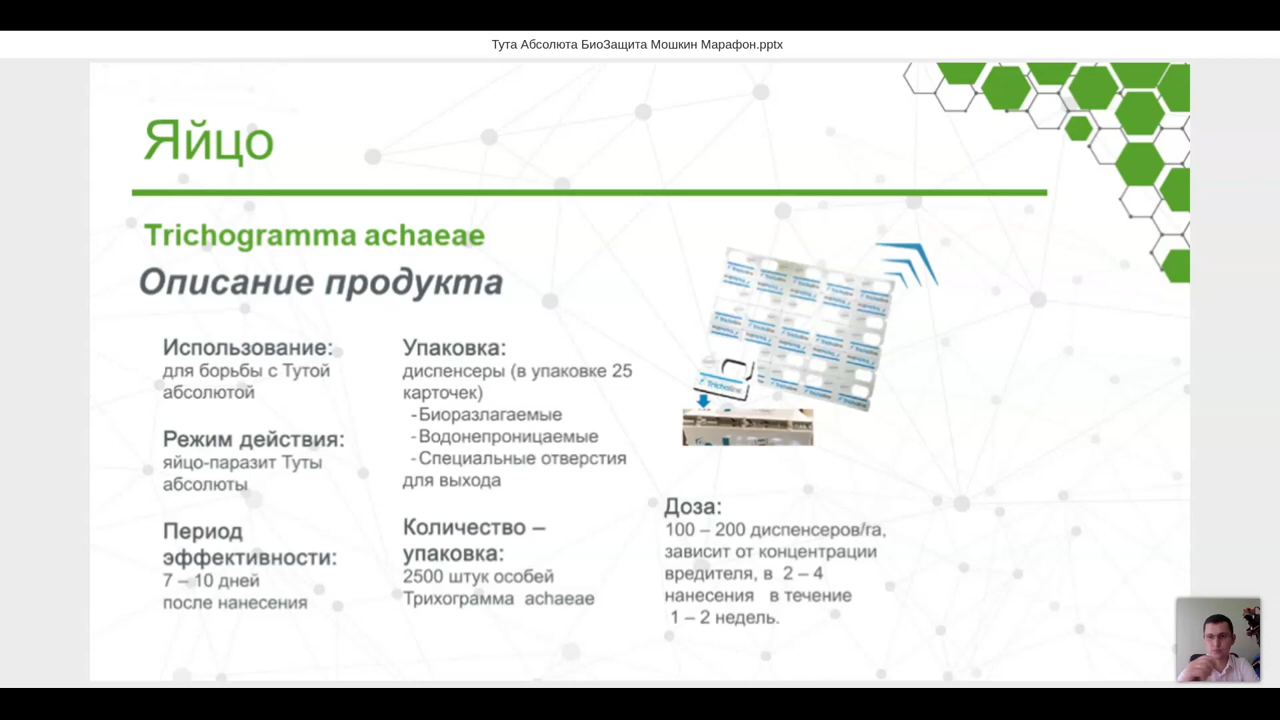 Тута Абсолюта БиоЗащита Мошкин Марафон.pptx
Яйцо
Trichogramma achaeae
Описание продукта
Использование:
для борьбы с Тутой
абсолютой
Режим действия:
яйцо-паразит Туты
абсолюты
Период
эффективности:
7 – 10 дней
после нанесения
Упаковка:
диспенсеры (в упаковке 25
карточек)
-Биоразлагаемые
-Водонепроницаемые
-Специальные отверстия
для выхода
Количество –
упаковка:
2500 штук особей
Трихограмма achaeae
Доза:
100 – 200 диспенсеров/га,
зависит от концентрации
вредителя, в 2 – 4
нанесения в течение
1 – 2 недель.